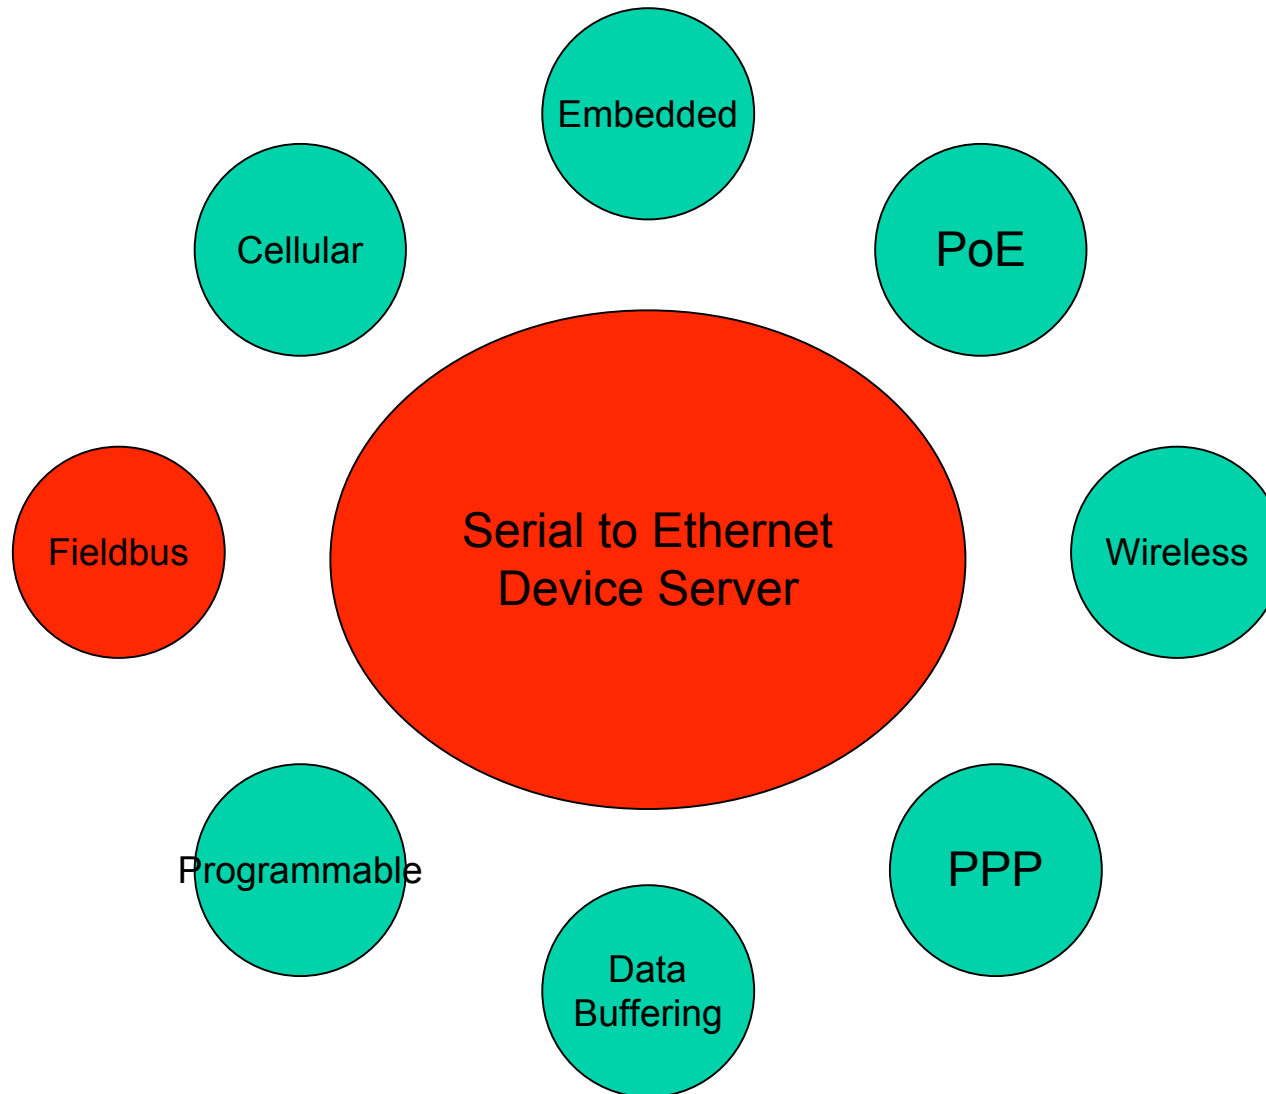 Embedded
Cellular
PoE
Serial to Ethernet
Device Server
Fieldbus
Wireless
Programmable
PPP
Data
Buffering